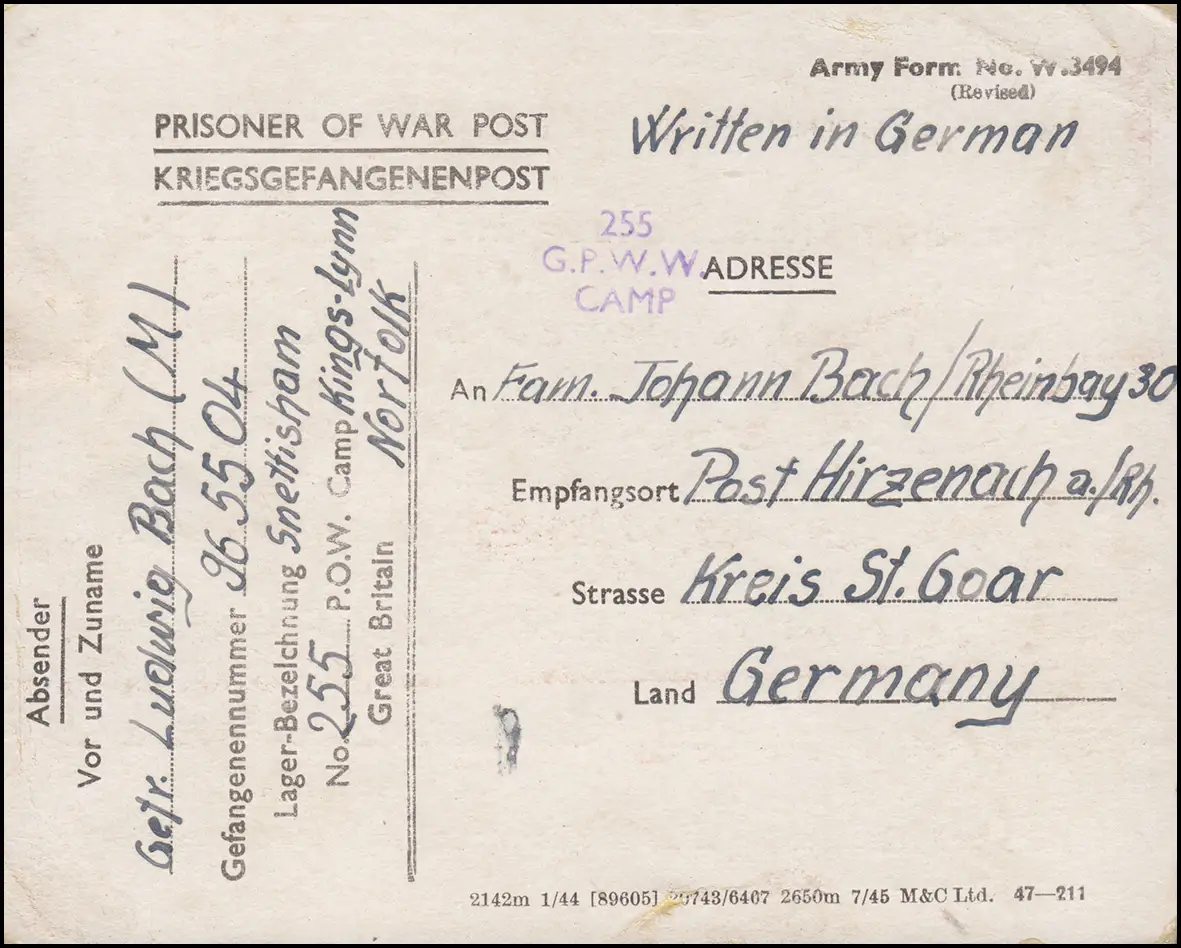 Army Form No. W.3494
(Revised)
PRISONER OF WAR POST
KRIEGSGEFANGENENPOST
Written in German
255
G.P.W.W.
CAMP
ADRESSE
An Fam. Johann Bach/Rheinbay 30
Empfangsort Post Hirzenach a./Rh.
Strasse Kreis St. Goar
Land Germany
Absender
Vor und Zuname
Gefr. Ludwig Bach (M)
Gefangenennummer 965504
Lager-Bezeichnung Snettisham
No. 255 P.O.W. Camp Kings-Lynn
Great Britain Norfolk
2142m 1/44 [89605] 29743/6407 2650m 7/45 M&C Ltd. 47—211